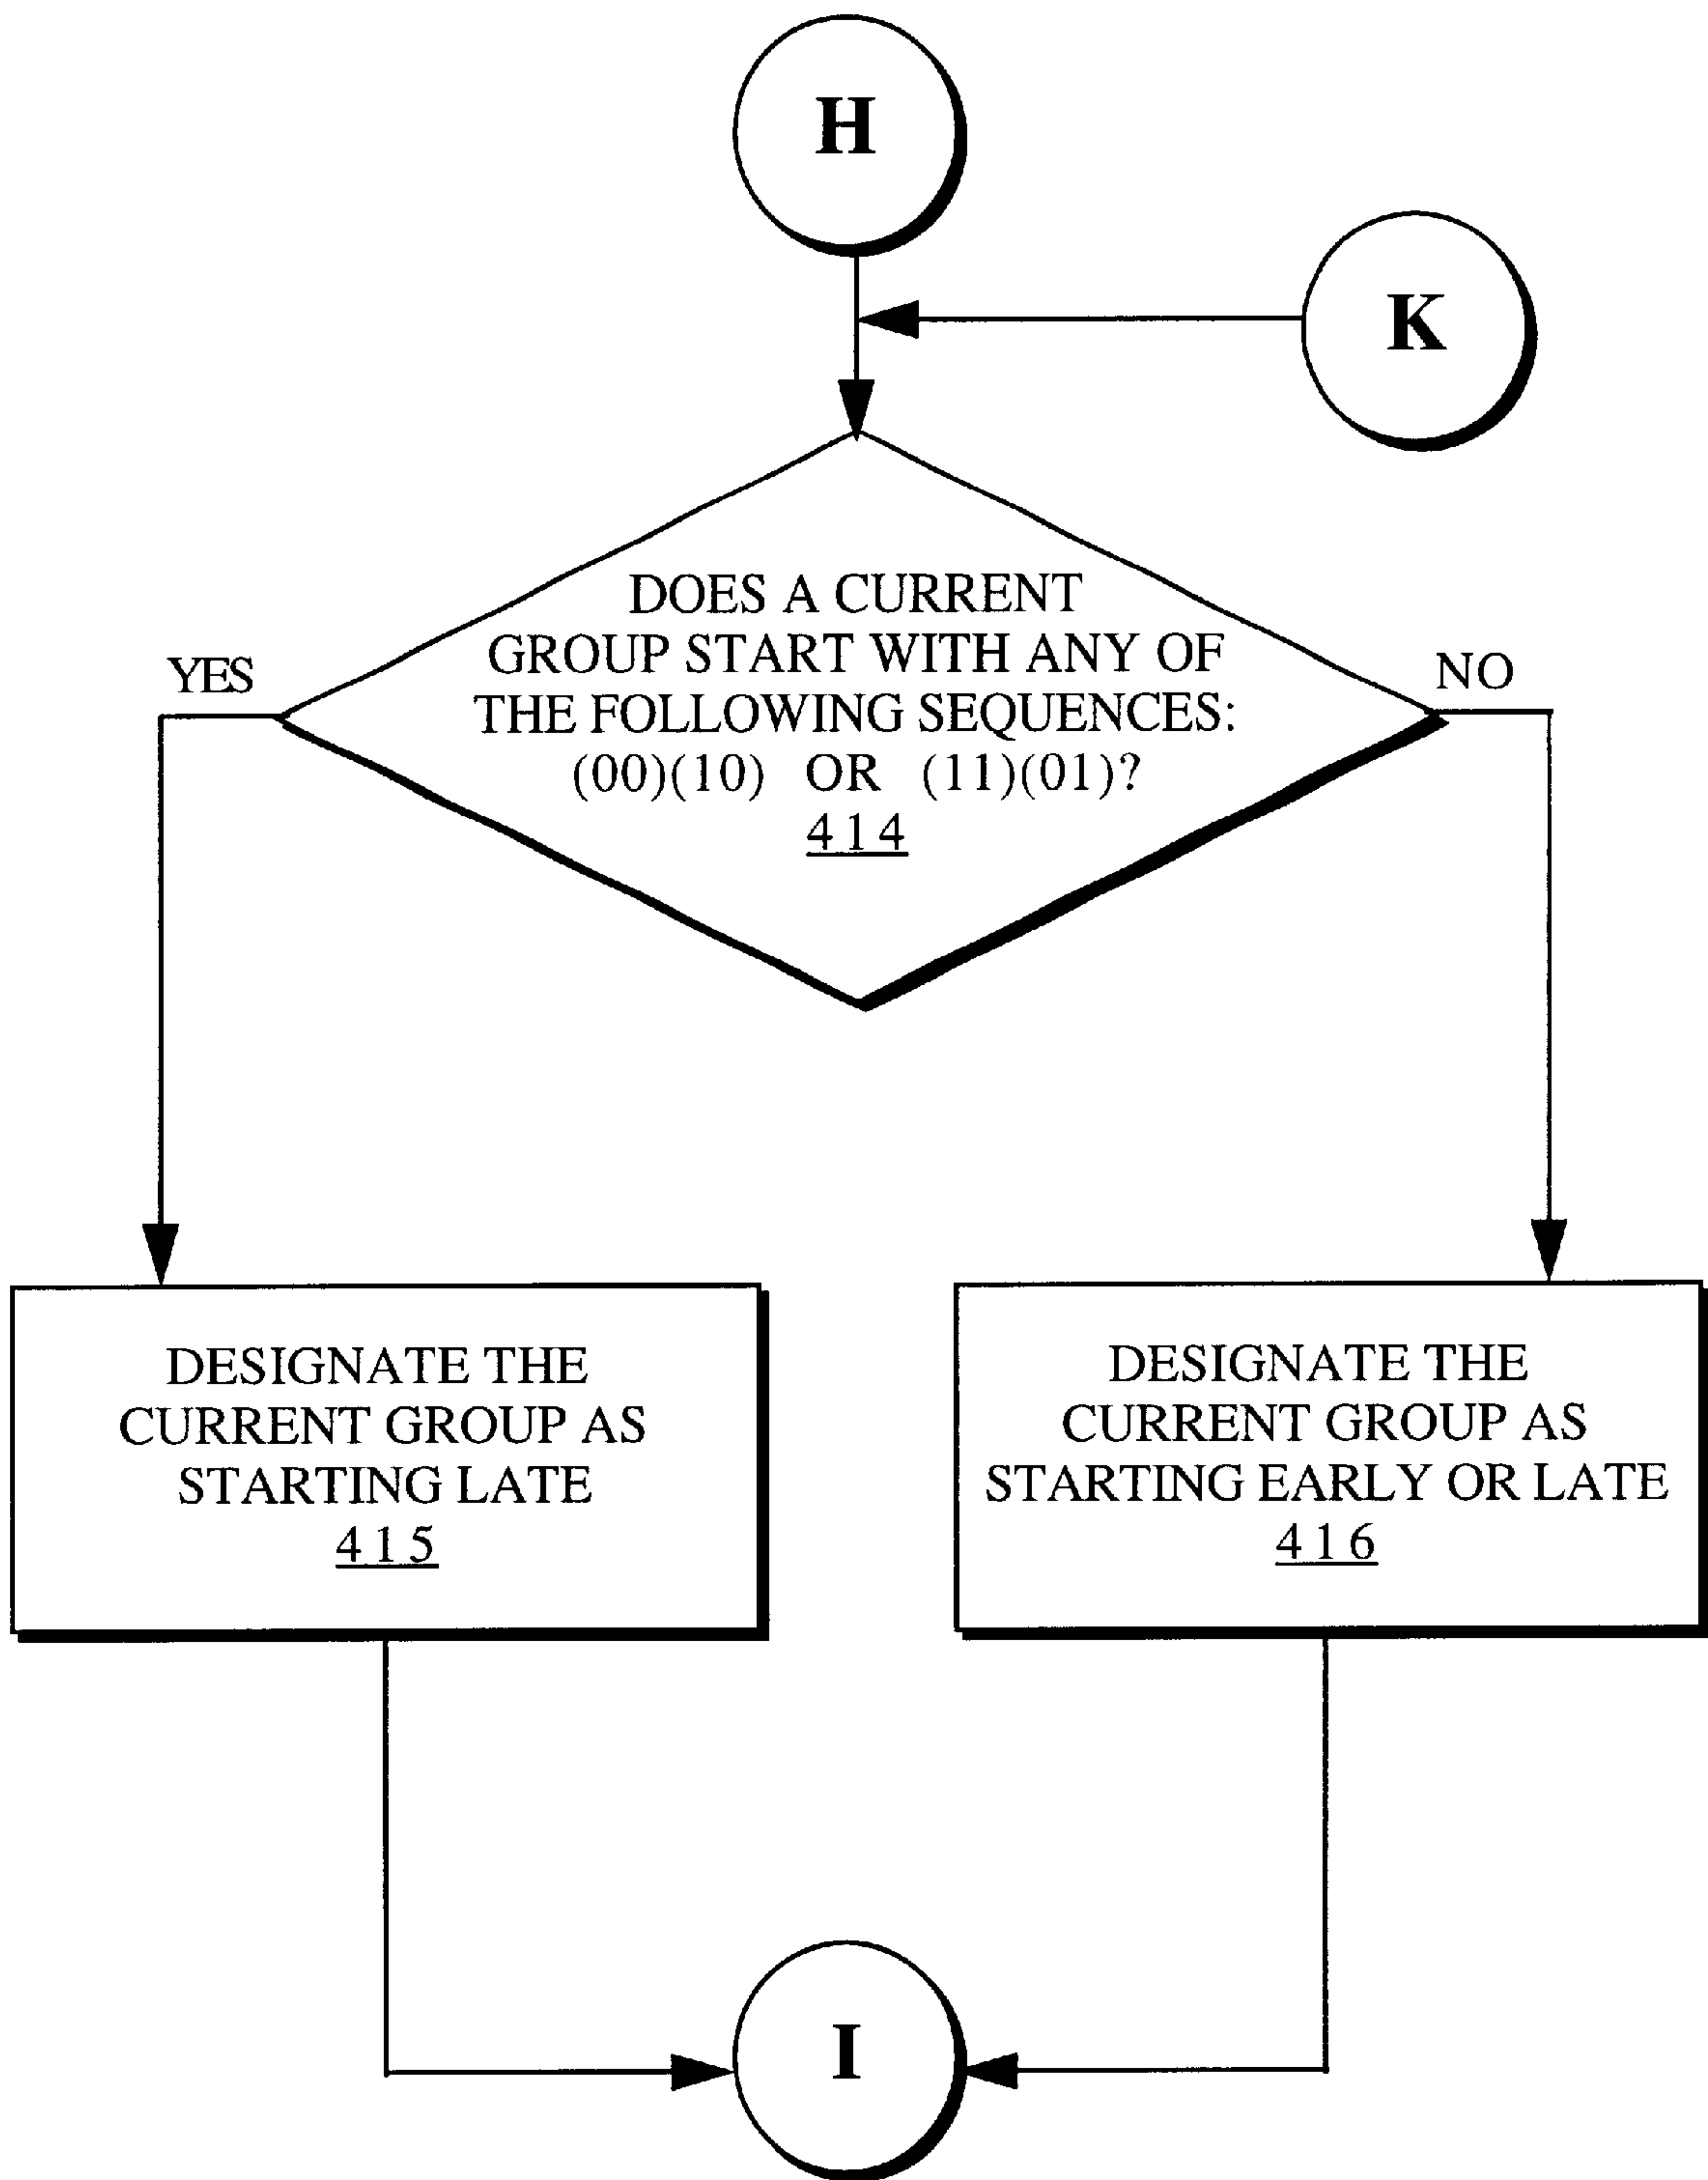 H
K
DOES A CURRENT
GROUP START WITH ANY OF
THE FOLLOWING SEQUENCES:
(00)(10) OR (11)(01)?
414
YES
NO
DESIGNATE THE
CURRENT GROUP AS
STARTING LATE
415
DESIGNATE THE
CURRENT GROUP AS
STARTING EARLY OR LATE
416
I